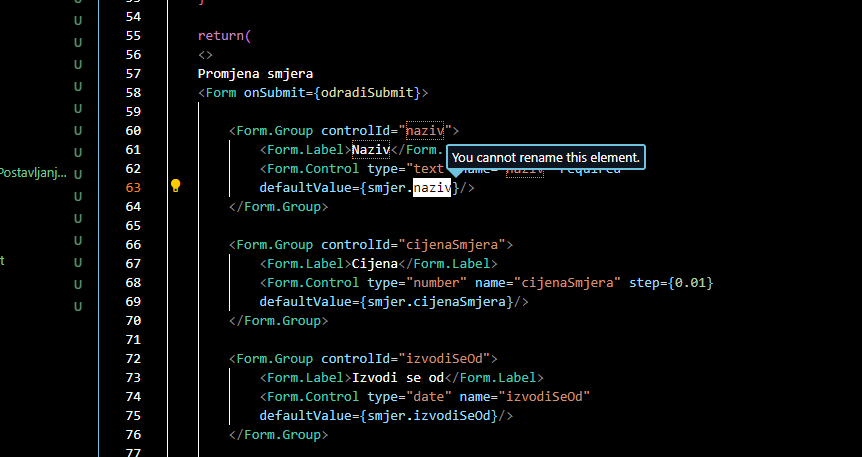 53 }
U 54
U 55 return(
U 56 <>
U 57 Promjena smjera
U 58 <Form onSubmit={odradiSubmit}>
U 59
U 60 <Form.Group controlId="naziv">
U 61 <Form.Label>Naziv</Form.
You cannot rename this element.
Postavljanj... U 62 <Form.Control type="text" name="naziv" required
U 63 defaultValue={smjer.naziv}/>
U 64 </Form.Group>
U 65
U 66 <Form.Group controlId="cijenaSmjera">
t U 67 <Form.Label>Cijena</Form.Label>
U 68 <Form.Control type="number" name="cijenaSmjera" step={0.01}
U 69 defaultValue={smjer.cijenaSmjera}/>
70 </Form.Group>
71
72 <Form.Group controlId="izvodiSeOd">
73 <Form.Label>Izvodi se od</Form.Label>
74 <Form.Control type="date" name="izvodiSeOd"
75 defaultValue={smjer.izvodiSeOd}/>
76 </Form.Group>
77